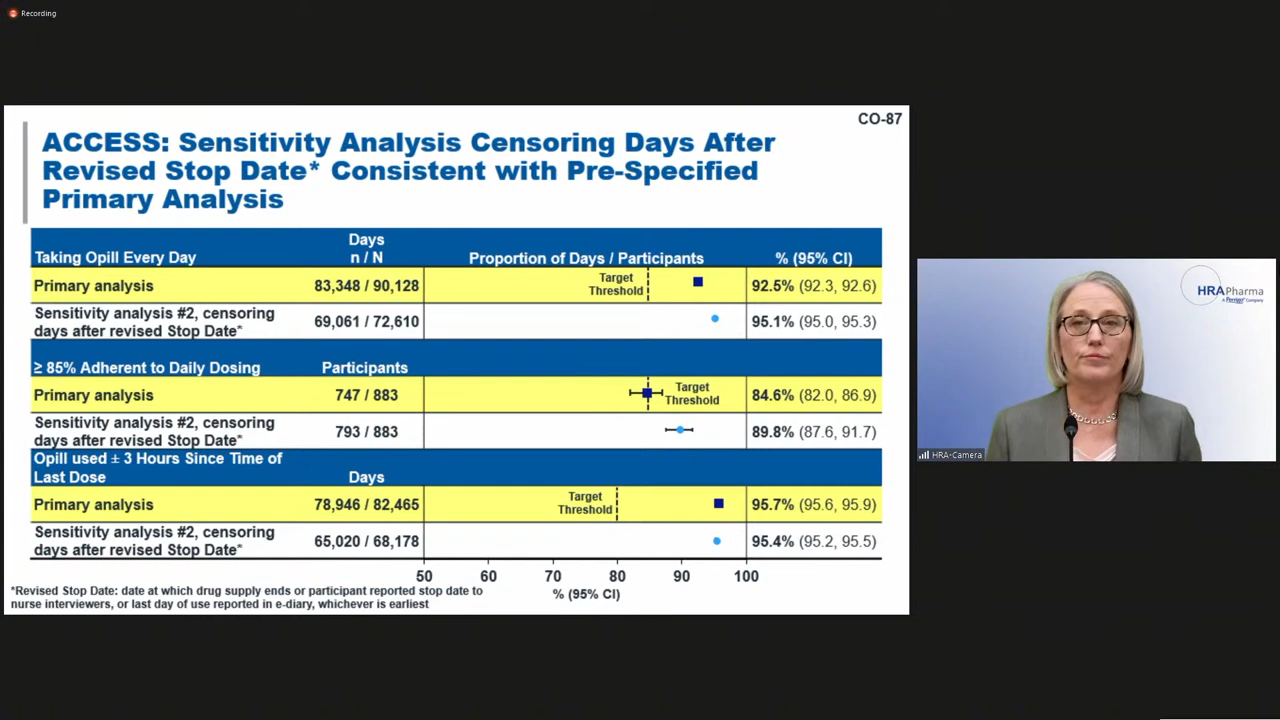 Recording
CO-87
ACCESS: Sensitivity Analysis Censoring Days After
Revised Stop Date* Consistent with Pre-Specified
Primary Analysis
Taking Opill Every Day
Days
n / N
Proportion of Days / Participants
% (95% CI)
Primary analysis
83,348 / 90,128
Target
Threshold
92.5% (92.3, 92.6)
Sensitivity analysis #2, censoring
days after revised Stop Date*
69,061 / 72,610
95.1% (95.0, 95.3)
≥ 85% Adherent to Daily Dosing
Participants
Primary analysis
747 / 883
Target
Threshold
84.6% (82.0, 86.9)
Sensitivity analysis #2, censoring
days after revised Stop Date*
793 / 883
89.8% (87.6, 91.7)
Opill used ± 3 Hours Since Time of
Last Dose
Days
Primary analysis
78,946 / 82,465
Target
Threshold
95.7% (95.6, 95.9)
Sensitivity analysis #2, censoring
days after revised Stop Date*
65,020 / 68,178
95.4% (95.2, 95.5)
50 60 70 80 90 100
% (95% CI)
*Revised Stop Date: date at which drug supply ends or participant reported stop date to
nurse interviewers, or last day of use reported in e-diary, whichever is earliest
HRA Pharma
A Perrigo Company
HRA-Camera